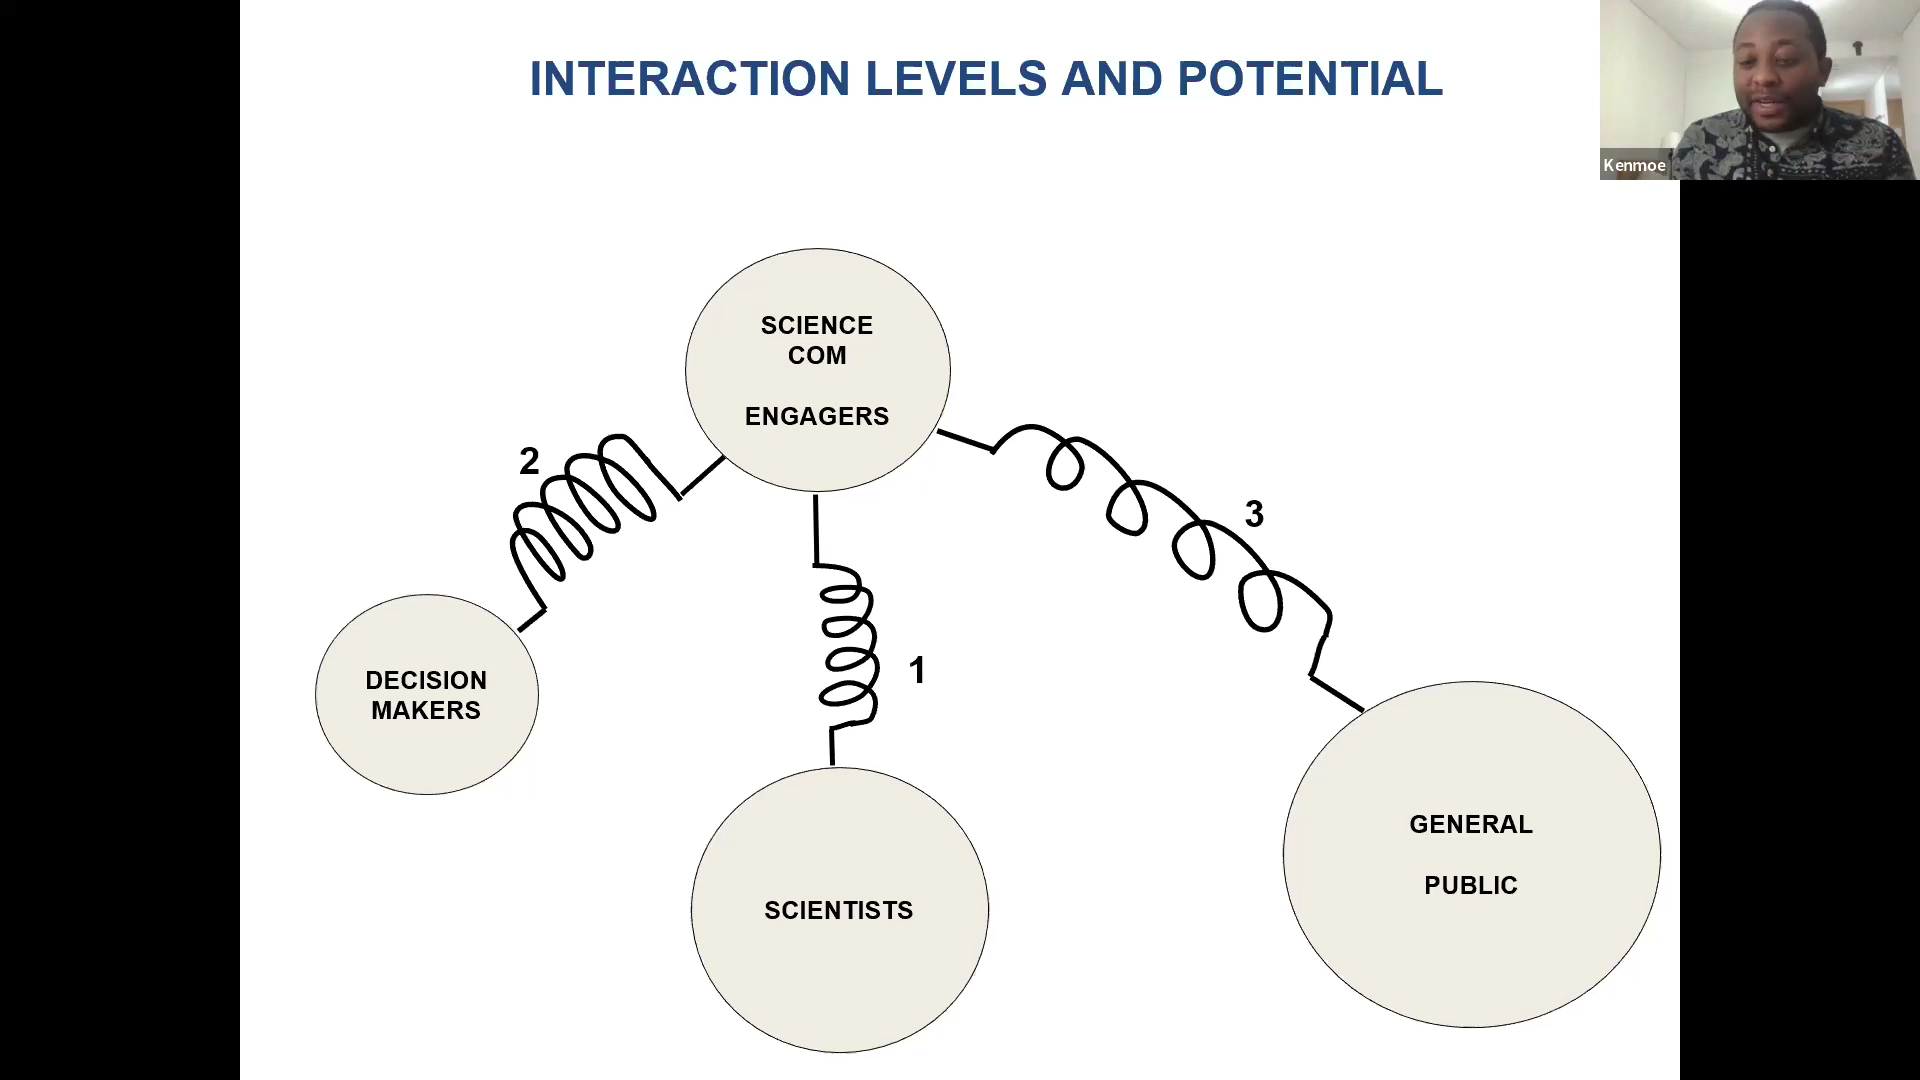 INTERACTION LEVELS AND POTENTIAL
Kenmoe
SCIENCE
COM
ENGAGERS
2
3
1
DECISION
MAKERS
GENERAL
PUBLIC
SCIENTISTS